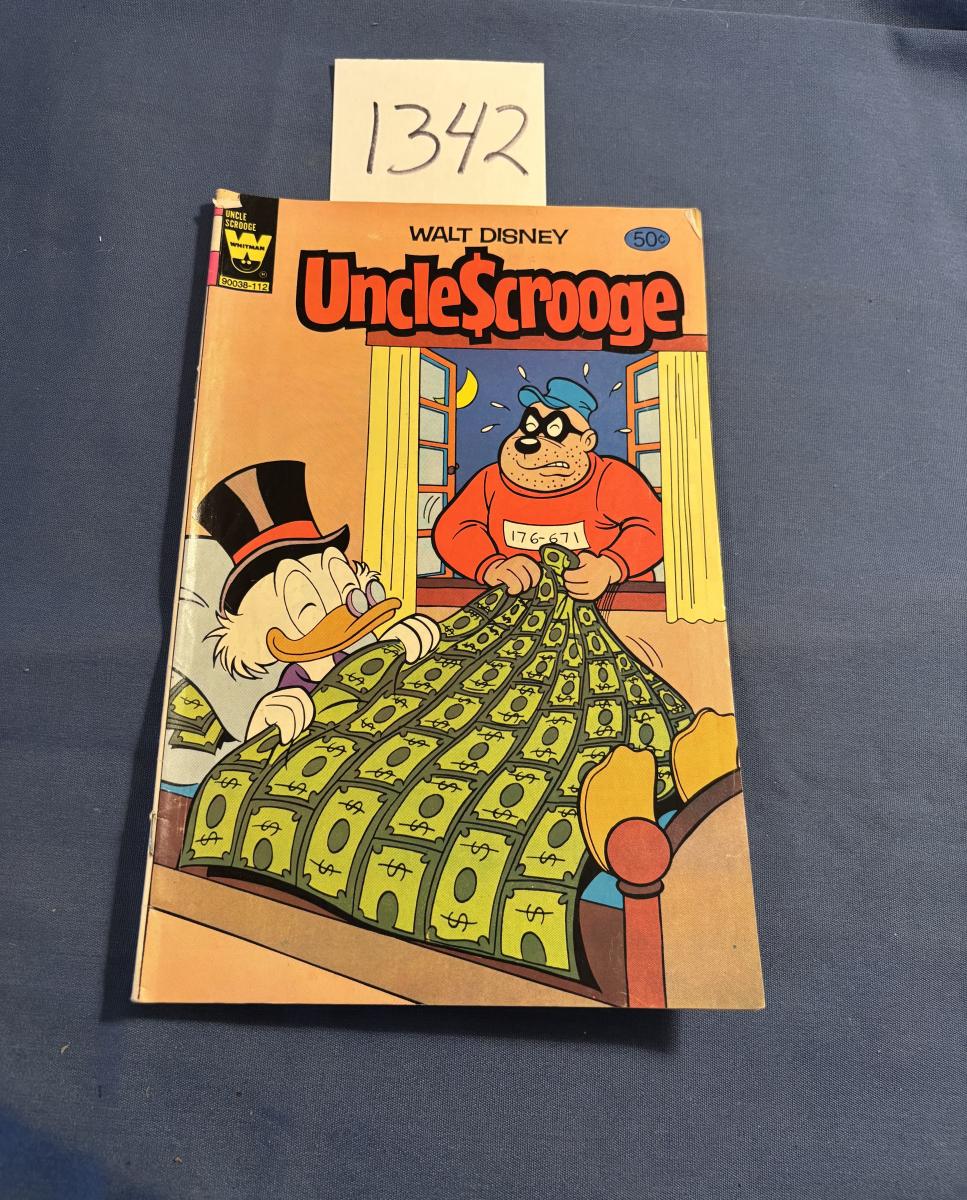 1342
UNCLE
SCROOGE
WHITMAN
90038-112
WALT DISNEY
50¢
Uncle$crooge
176-671